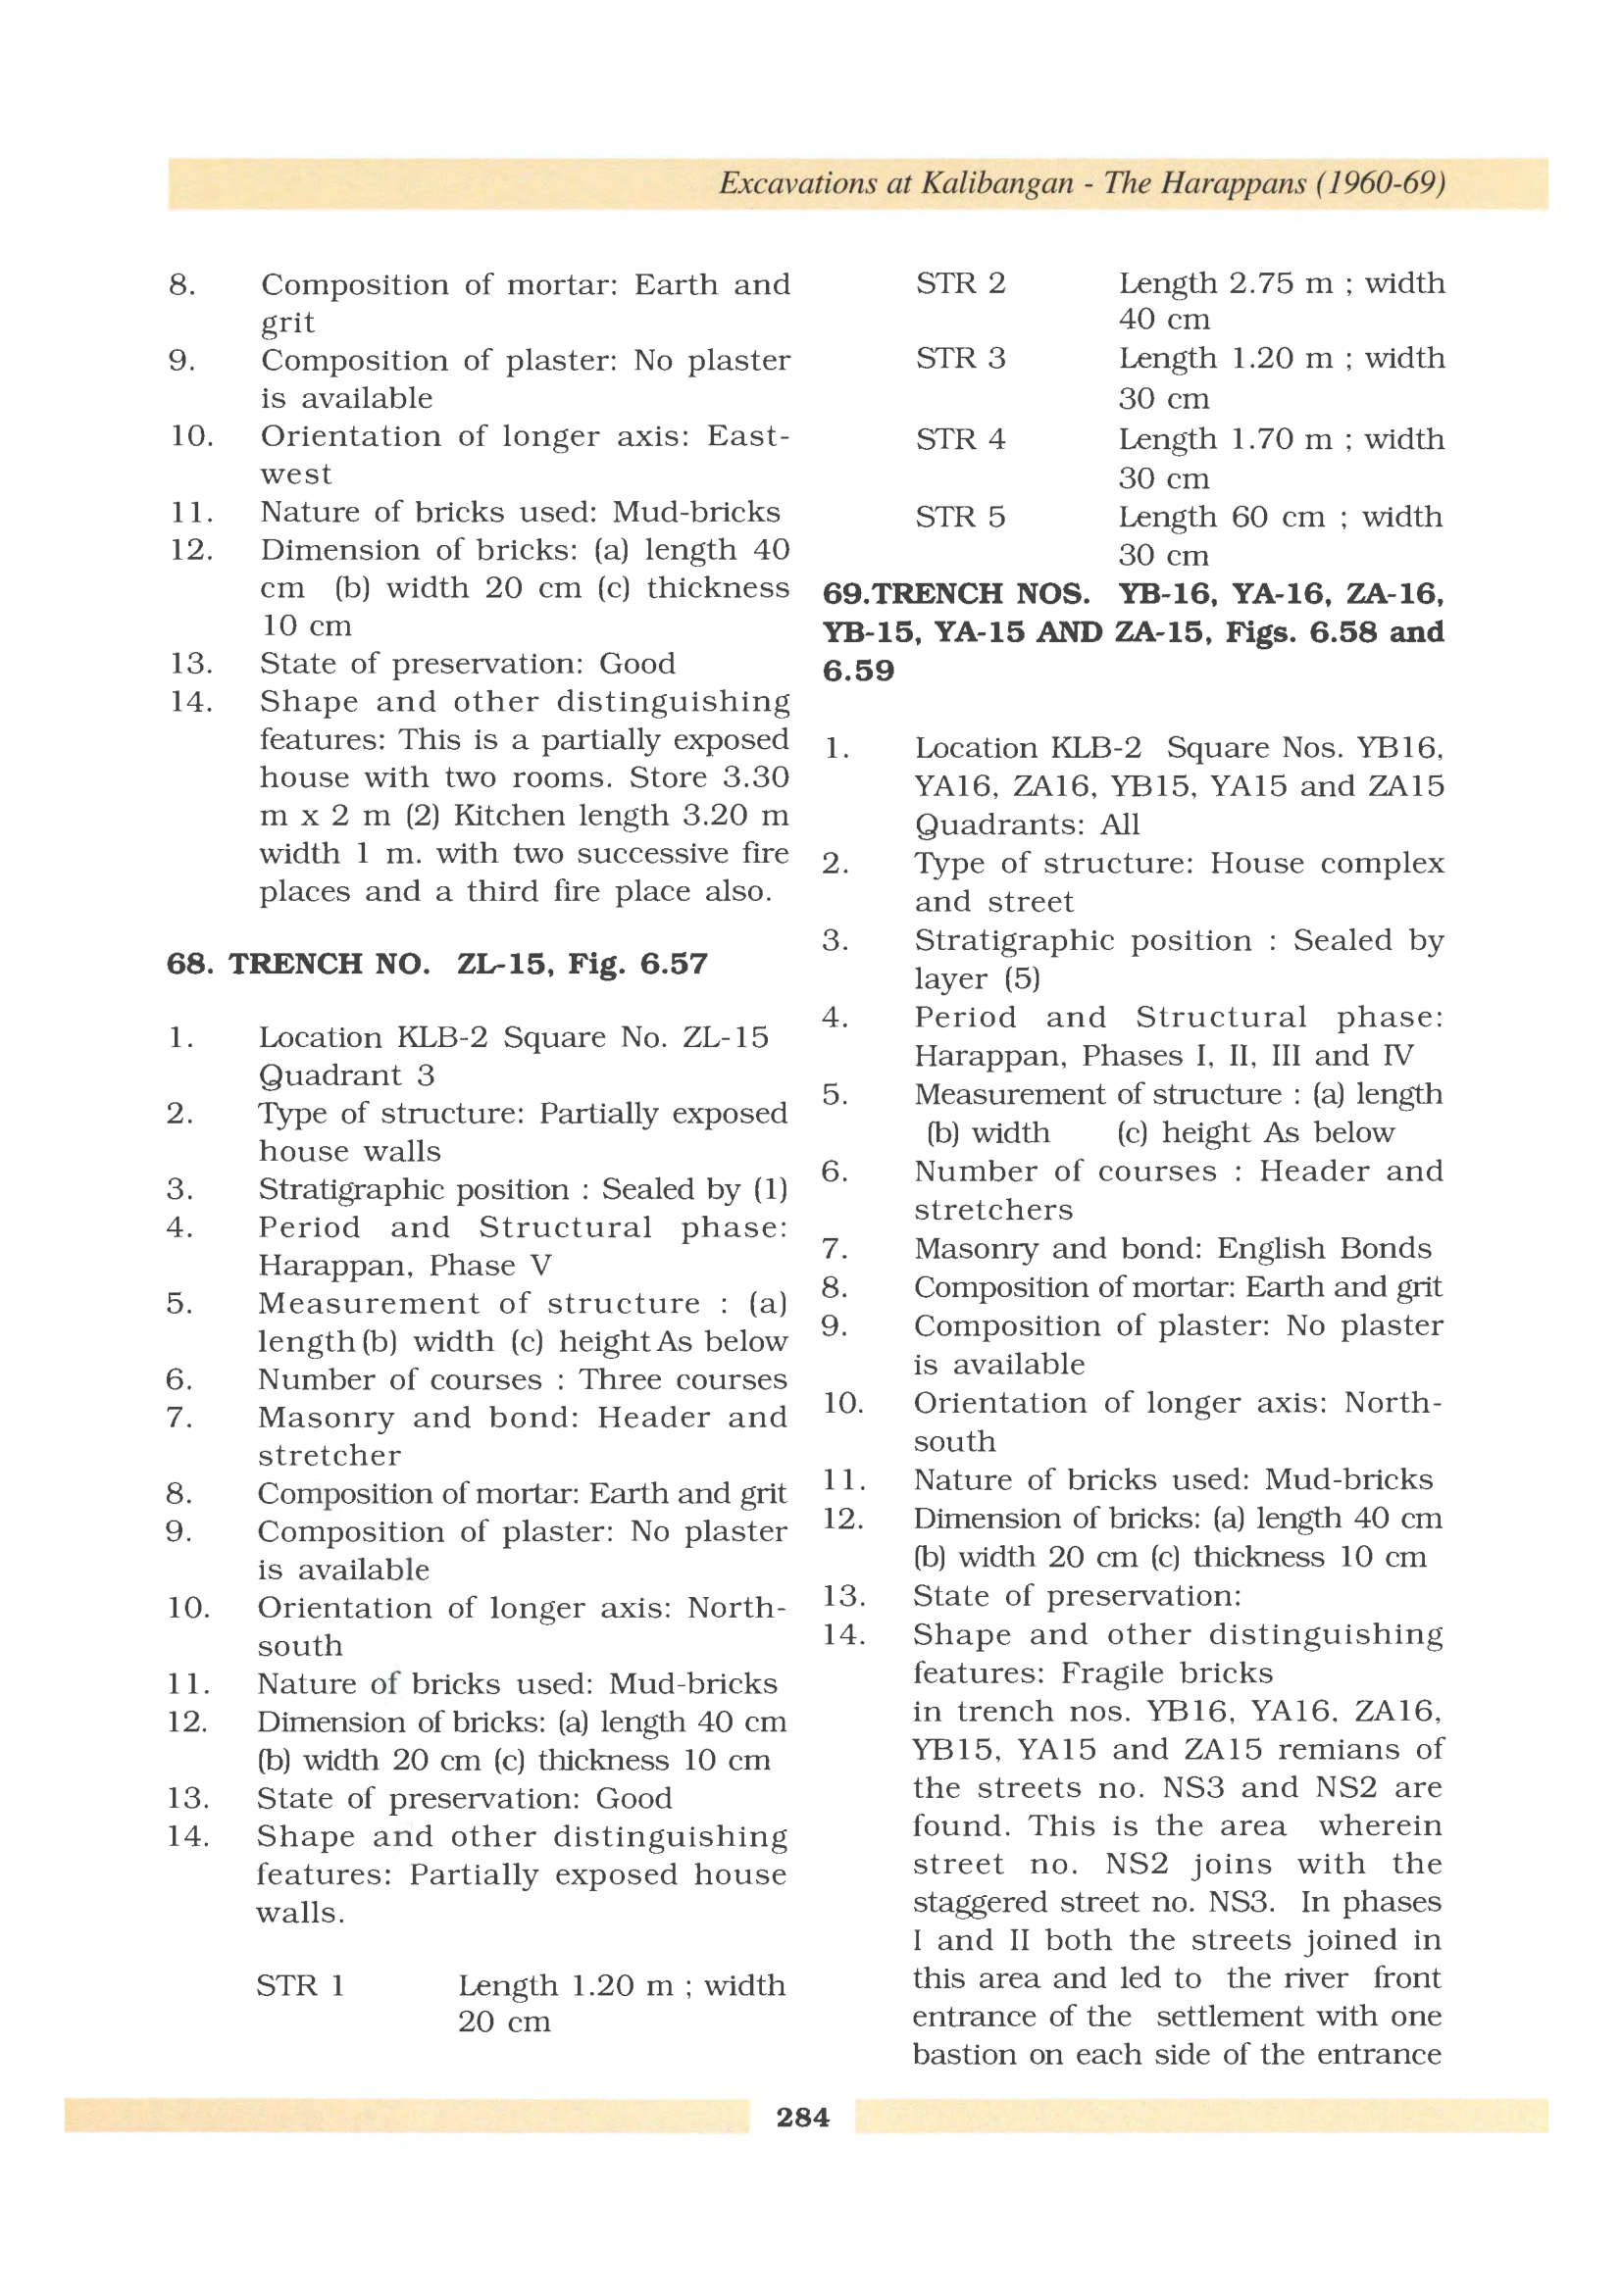 Excavations at Kalibangan - The Harappans (1960-69)
8. Composition of mortar: Earth and
grit
9. Composition of plaster: No plaster
is available
10. Orientation of longer axis: East-
west
11. Nature of bricks used: Mud-bricks
12. Dimension of bricks: (a) length 40
cm (b) width 20 cm (c) thickness
10 cm
13. State of preservation: Good
14. Shape and other distinguishing
features: This is a partially exposed
house with two rooms. Store 3.30
m x 2 m (2) Kitchen length 3.20 m
width 1 m. with two successive fire
places and a third fire place also.
68. TRENCH NO. ZL-15, Fig. 6.57
1. Location KLB-2 Square No. ZL-15
Quadrant 3
2. Type of structure: Partially exposed
house walls
3. Stratigraphic position : Sealed by (1)
4. Period and Structural phase:
Harappan, Phase V
5. Measurement of structure : (a)
length (b) width (c) height As below
6. Number of courses : Three courses
7. Masonry and bond: Header and
stretcher
8. Composition of mortar: Earth and grit
9. Composition of plaster: No plaster
is available
10. Orientation of longer axis: North-
south
11. Nature of bricks used: Mud-bricks
12. Dimension of bricks: (a) length 40 cm
(b) width 20 cm (c) thickness 10 cm
13. State of preservation: Good
14. Shape and other distinguishing
features: Partially exposed house
walls.
STR 1 Length 1.20 m ; width
20 cm
STR 2 Length 2.75 m ; width
40 cm
STR 3 Length 1.20 m ; width
30 cm
STR 4 Length 1.70 m ; width
30 cm
STR 5 Length 60 cm ; width
30 cm
69.TRENCH NOS. YB-16, YA-16, ZA-16,
YB-15, YA-15 AND ZA-15, Figs. 6.58 and
6.59
1. Location KLB-2 Square Nos. YB16,
YA16, ZA16, YB15, YA15 and ZA15
Quadrants: All
2. Type of structure: House complex
and street
3. Stratigraphic position : Sealed by
layer (5)
4. Period and Structural phase:
Harappan, Phases I, II, III and IV
5. Measurement of structure : (a) length
(b) width (c) height As below
6. Number of courses : Header and
stretchers
7. Masonry and bond: English Bonds
8. Composition of mortar: Earth and grit
9. Composition of plaster: No plaster
is available
10. Orientation of longer axis: North-
south
11. Nature of bricks used: Mud-bricks
12. Dimension of bricks: (a) length 40 cm
(b) width 20 cm (c) thickness 10 cm
13. State of preservation:
14. Shape and other distinguishing
features: Fragile bricks
in trench nos. YB16, YA16, ZA16,
YB15, YA15 and ZA15 remians of
the streets no. NS3 and NS2 are
found. This is the area wherein
street no. NS2 joins with the
staggered street no. NS3. In phases
I and II both the streets joined in
this area and led to the river front
entrance of the settlement with one
bastion on each side of the entrance
284